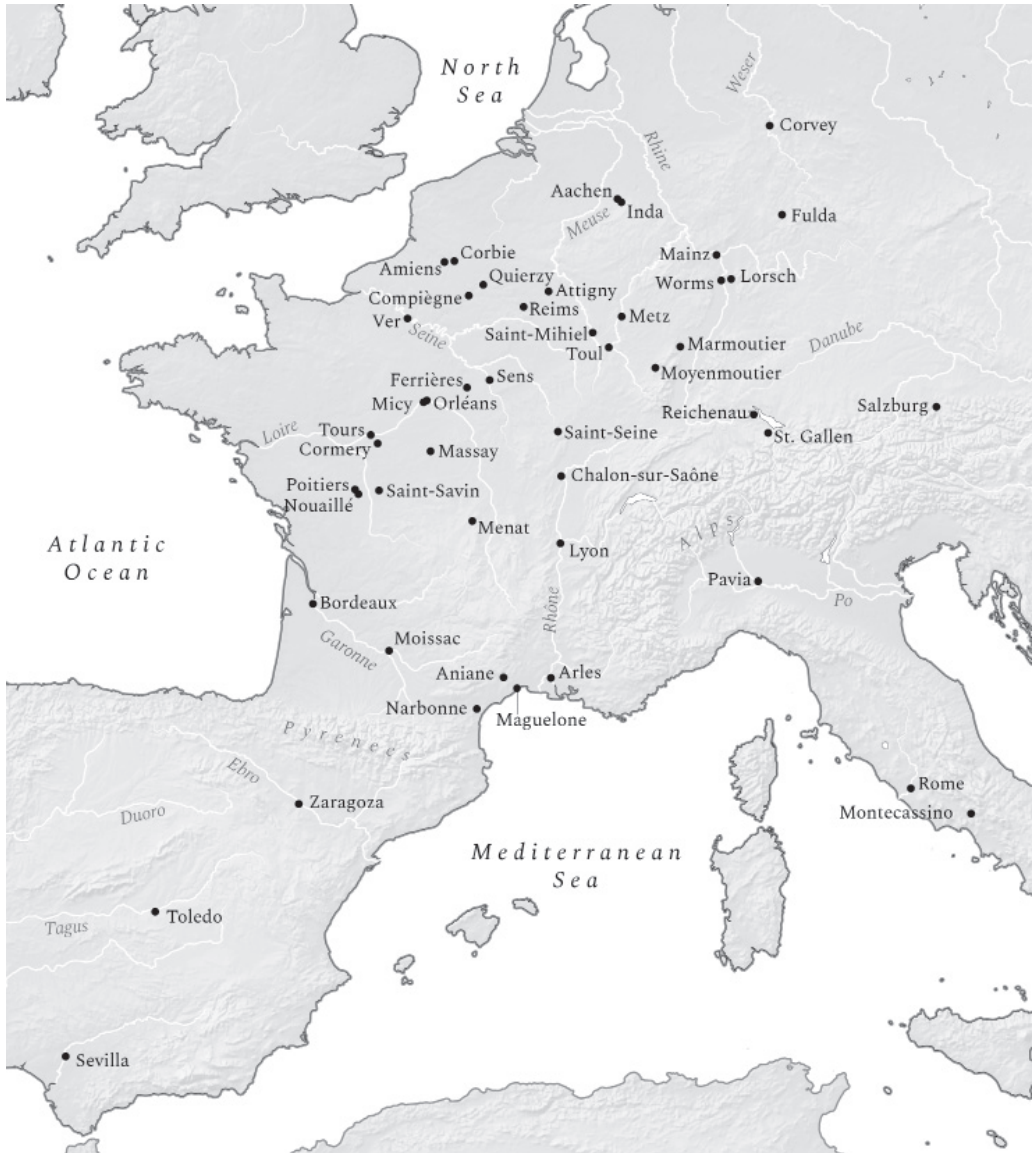 North
Sea
Weser
Corvey
Rhine
Aachen
Inda
Meuse
Fulda
Mainz
Corbie
Amiens
Quierzy
Worms
Lorsch
Attigny
Compiègne
Reims
Ver
Metz
Seine
Saint-Mihiel
Danube
Toul
Marmoutier
Moyenmoutier
Sens
Ferrières
Micy
Orléans
Salzburg
Reichenau
Loire
Tours
Saint-Seine
St. Gallen
Cormery
Massay
Chalon-sur-Saône
Poitiers
Saint-Savin
Nouaillé
Menat
Alps
Atlantic
Ocean
Lyon
Pavia
Po
Bordeaux
Rhône
Garonne
Moissac
Aniane
Arles
Narbonne
Maguelone
Pyrenees
Ebro
Rome
Zaragoza
Duoro
Montecassino
Mediterranean
Sea
Toledo
Tagus
Sevilla